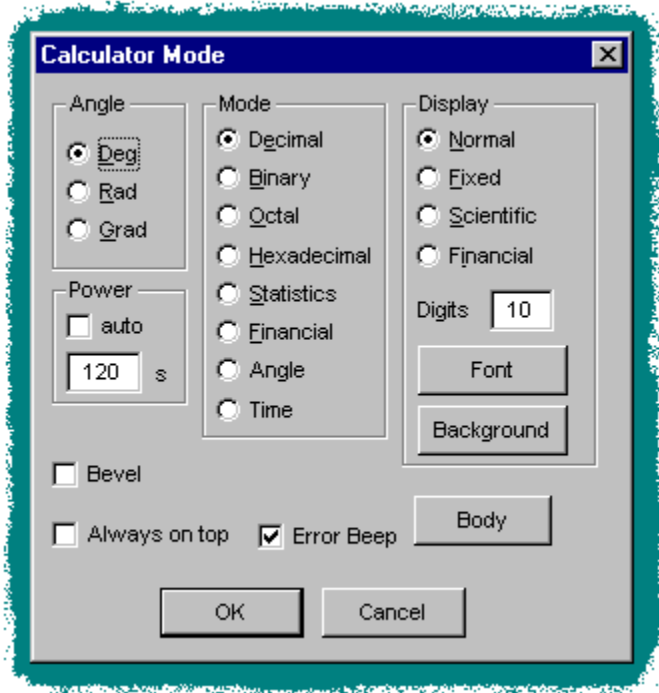 Calculator Mode
Angle
Deg
Rad
Grad
Power
auto
120 s
Mode
Decimal
Binary
Octal
Hexadecimal
Statistics
Financial
Angle
Time
Display
Normal
Fixed
Scientific
Financial
Digits 10
Font
Background
Bevel
Always on top
Error Beep
Body
OK
Cancel